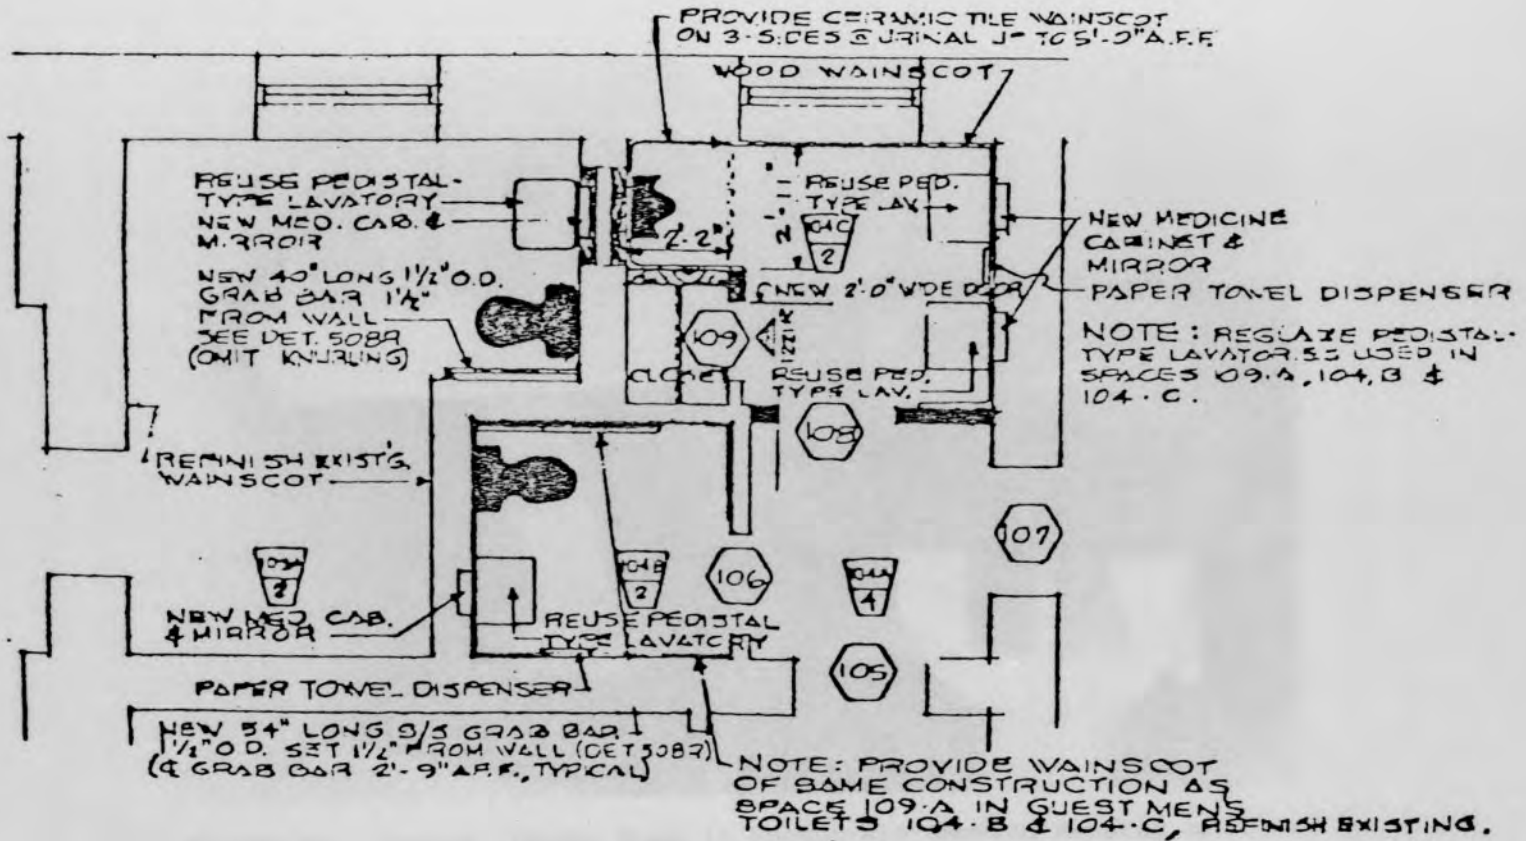 PROVIDE CERAMIC TILE WAINSCOT
ON 3-SIDES @ URINAL UP TO 5'-0" A.F.F.
WOOD WAINSCOT
REUSE PEDISTAL-
TYPE LAVATORY
NEW MED. CAB. &
MIRROIR
REUSE PED.
TYPE LAV.
104C
2
2'-11"
2'-2"
NEW MEDICINE
CABINET &
MIRROR
NEW 40" LONG 1 1/2" O.D.
GRAB BAR 1 1/2"
FROM WALL
SEE DET. 508R
(OMIT KNURLING)
NEW 2'-0" WIDE DOOR
PAPER TOWEL DISPENSER
109
CLOSET
REUSE PED.
TYPE LAV.
NOTE: REGLAZE PEDISTAL-
TYPE LAVATORIES USED IN
SPACES 109-A, 104-B &
104-C.
108
REFINISH EXIST'G
WAINSCOT
107
2
104B
2
106
104A
4
NEW MED. CAB.
& MIRROR
REUSE PEDISTAL
TYPE LAVATORY
105
PAPER TOWEL DISPENSER
NEW 54" LONG S/S GRAB BAR
1 1/2" O.D. SET 1 1/2" FROM WALL (DET 508R)
(¢ GRAB BAR 2'-9" A.F.F., TYPICAL)
NOTE: PROVIDE WAINSCOT
OF SAME CONSTRUCTION AS
SPACE 109-A IN GUEST MENS
TOILETS 104-B & 104-C, REFINISH EXISTING.